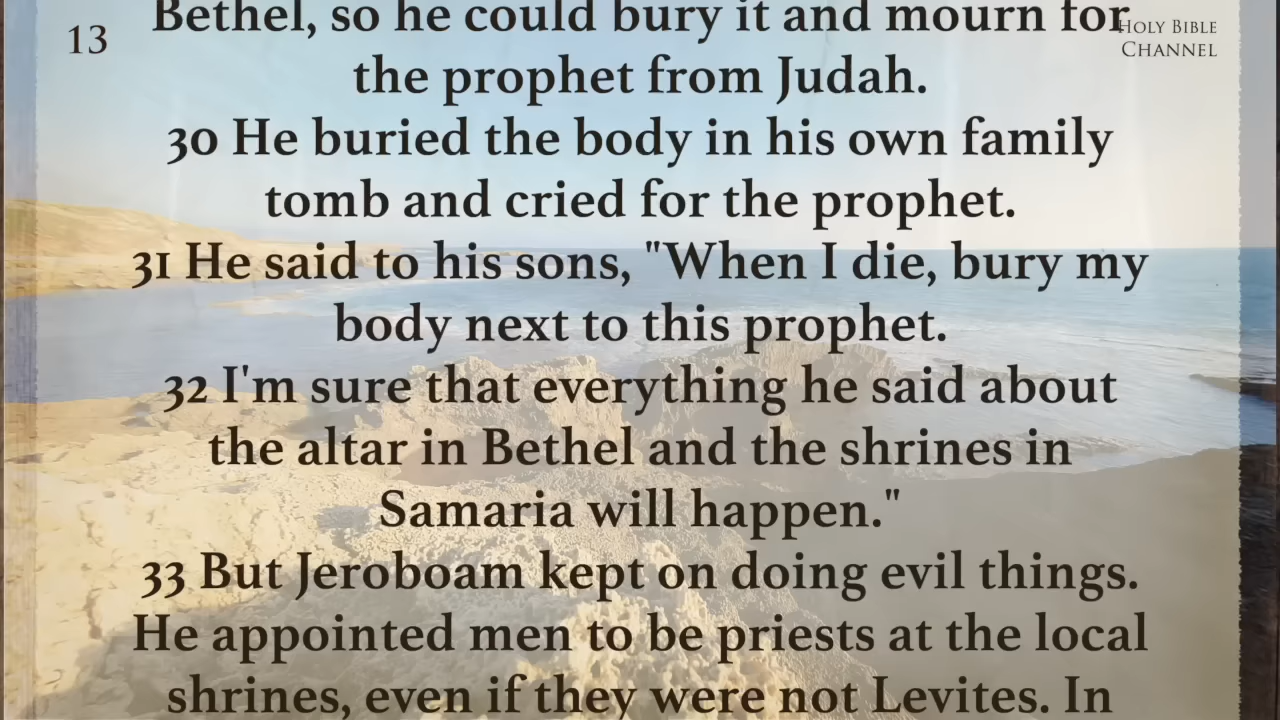 13
HOLY BIBLE
CHANNEL
Bethel, so he could bury it and mourn for
the prophet from Judah.
30 He buried the body in his own family
tomb and cried for the prophet.
31 He said to his sons, "When I die, bury my
body next to this prophet.
32 I'm sure that everything he said about
the altar in Bethel and the shrines in
Samaria will happen."
33 But Jeroboam kept on doing evil things.
He appointed men to be priests at the local
shrines, even if they were not Levites. In